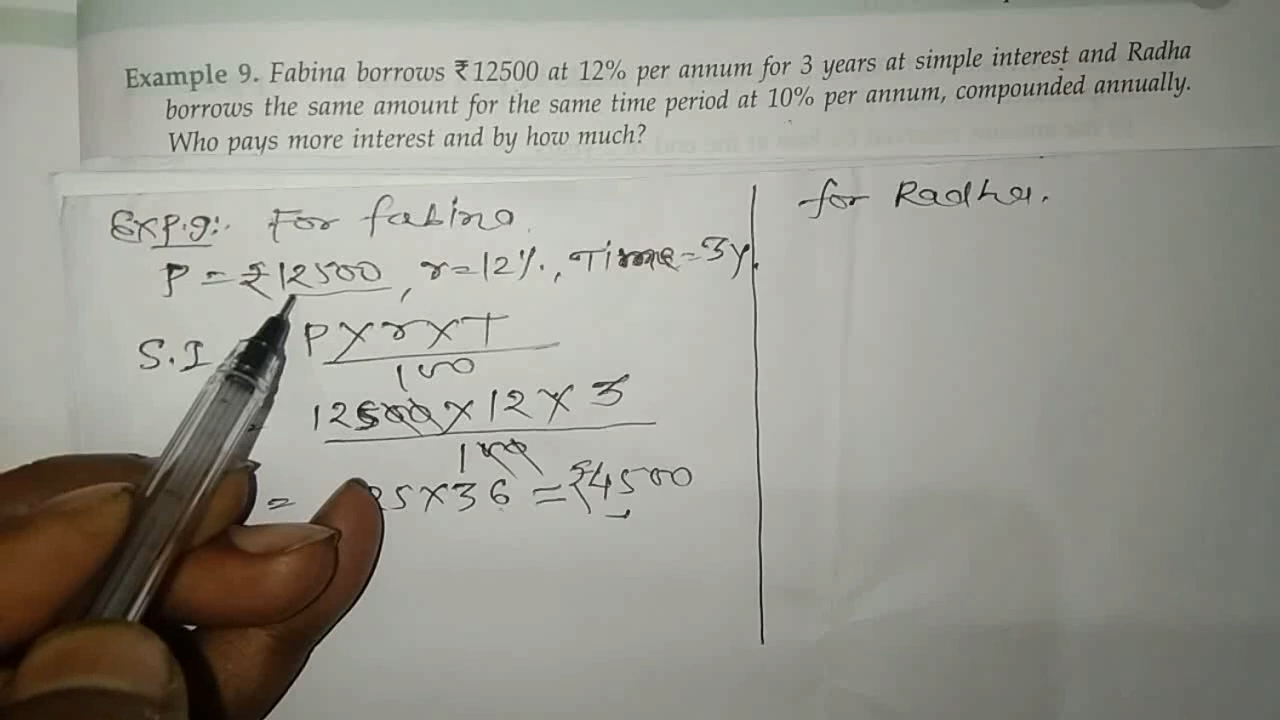 Example 9. Fabina borrows ₹12500 at 12% per annum for 3 years at simple interest and Radha
borrows the same amount for the same time period at 10% per annum, compounded annually.
Who pays more interest and by how much?
Exp.9:- For fabina.
P = ₹12500, r = 12%, Time = 3y.
S.I P × r × T
100
= 12500 × 12 × 3
100
= 25 × 36 = ₹4500
for Radha.